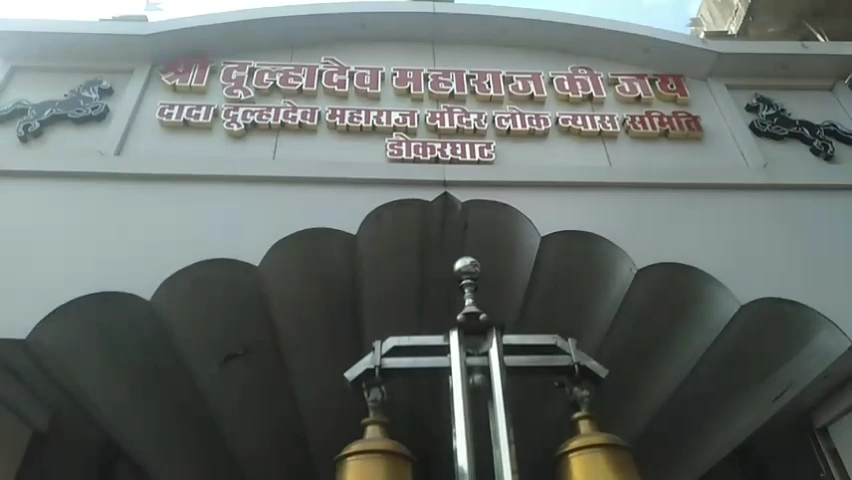 श्री दूल्हादेव महाराज की जय
दादा दूल्हादेव महाराज मंदिर लोक न्यास समिति
डोकरघाट